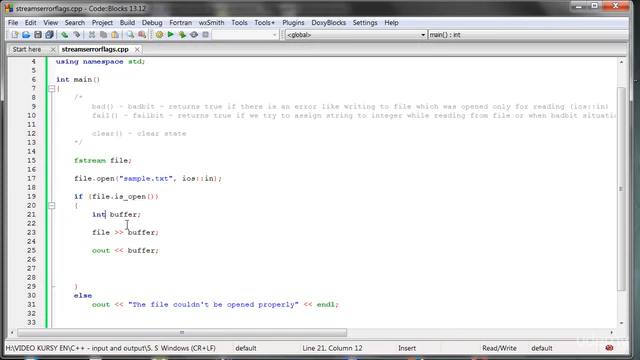 streamserrorflags.cpp - Code::Blocks 13.12
File Edit View Search Project Build Debug Fortran wxSmith Tools Tools+ Plugins DoxyBlocks Settings Help
<global> main() : int
Start here streamserrorflags.cpp
4 using namespace std;
5
6 int main()
7 {
8 /*
9 bad() - badbit - returns true if there is an error like writing to file which was opened only for reading (ios::in)
10 fail() - failbit - returns true if we try to assign string to integer while reading from file or when badbit situati
11
12 clear() - clear state
13 */
14
15 fstream file;
16
17 file.open("sample.txt", ios::in);
18
19 if (file.is_open())
20 {
21 int buffer;
22
23 file >> buffer;
24
25 cout << buffer;
26
27
28
29 }
30 else
31 cout << "The file couldn't be opened properly" << endl;
32
33
H:\VIDEO KURSY EN\C++ - input and output\5. S Windows (CR+LF) default Line 21, Column 12 Insert Read/Write default
udemy